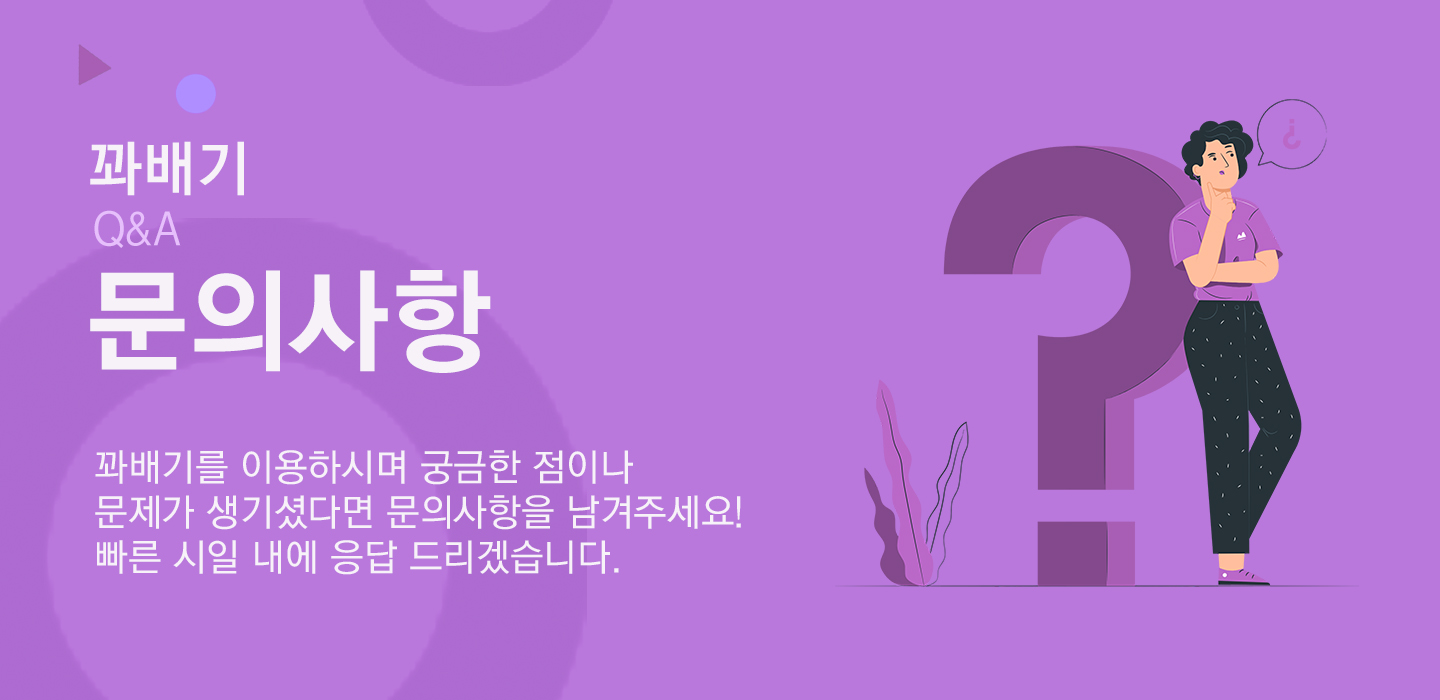 꽈배기
Q&A
문의사항
꽈배기를 이용하시며 궁금한 점이나
문제가 생기셨다면 문의사항을 남겨주세요!
빠른 시일 내에 응답 드리겠습니다.
¿